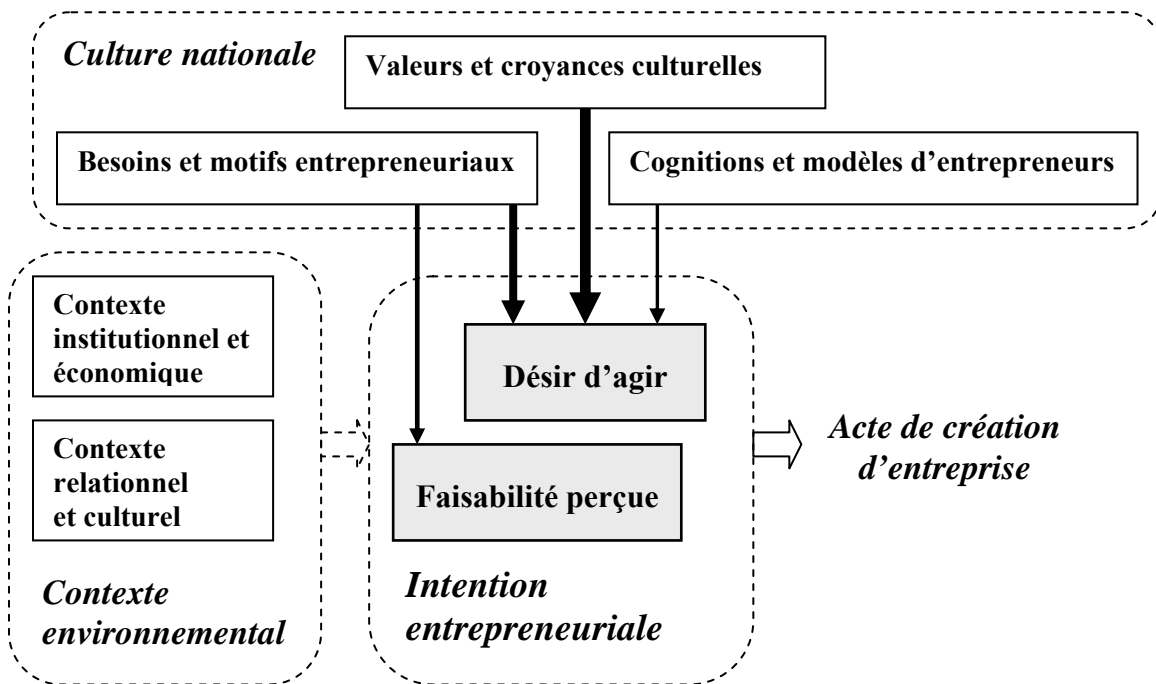 Culture nationale
Valeurs et croyances culturelles
Besoins et motifs entrepreneuriaux
Cognitions et modèles d'entrepreneurs
Contexte
institutionnel et
économique
Contexte
relationnel
et culturel
Contexte
environnemental
Désir d'agir
Faisabilité perçue
Intention
entrepreneuriale
Acte de création
d'entreprise